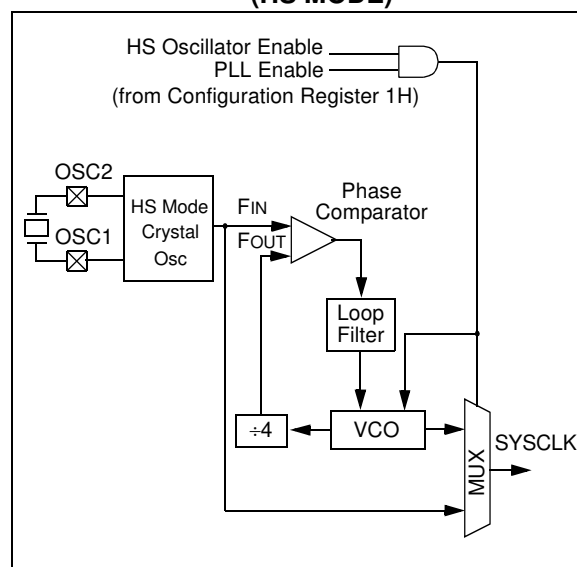 (HS MODE)
HS Oscillator Enable
PLL Enable
(from Configuration Register 1H)
OSC2
OSC1
HS Mode
Crystal
Osc
FIN
FOUT
Phase
Comparator
Loop
Filter
÷4
VCO
MUX
SYSCLK